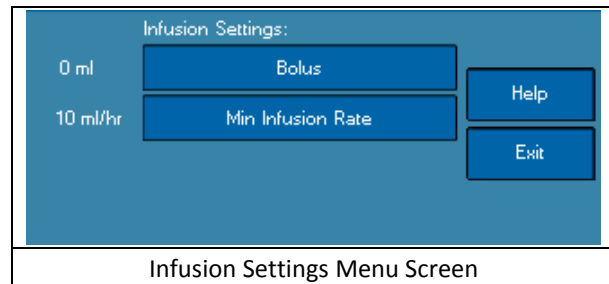 Infusion Settings:
0 ml Bolus
Help
10 ml/hr Min Infusion Rate
Exit
Infusion Settings Menu Screen